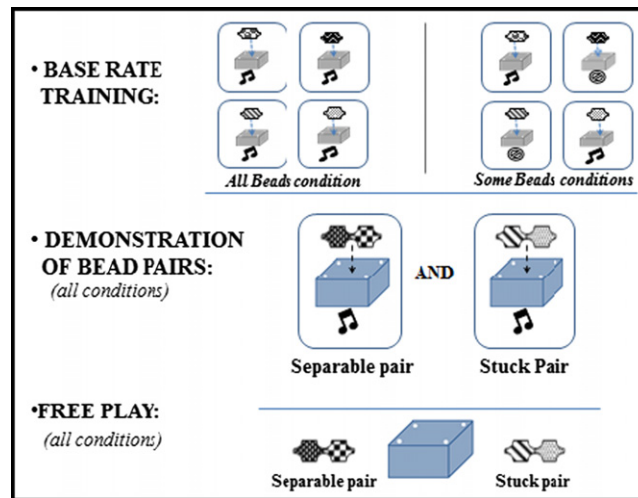 • BASE RATE
TRAINING:
All Beads condition
Some Beads conditions
• DEMONSTRATION
OF BEAD PAIRS:
(all conditions)
AND
Separable pair
Stuck Pair
•FREE PLAY:
(all conditions)
Separable pair
Stuck pair